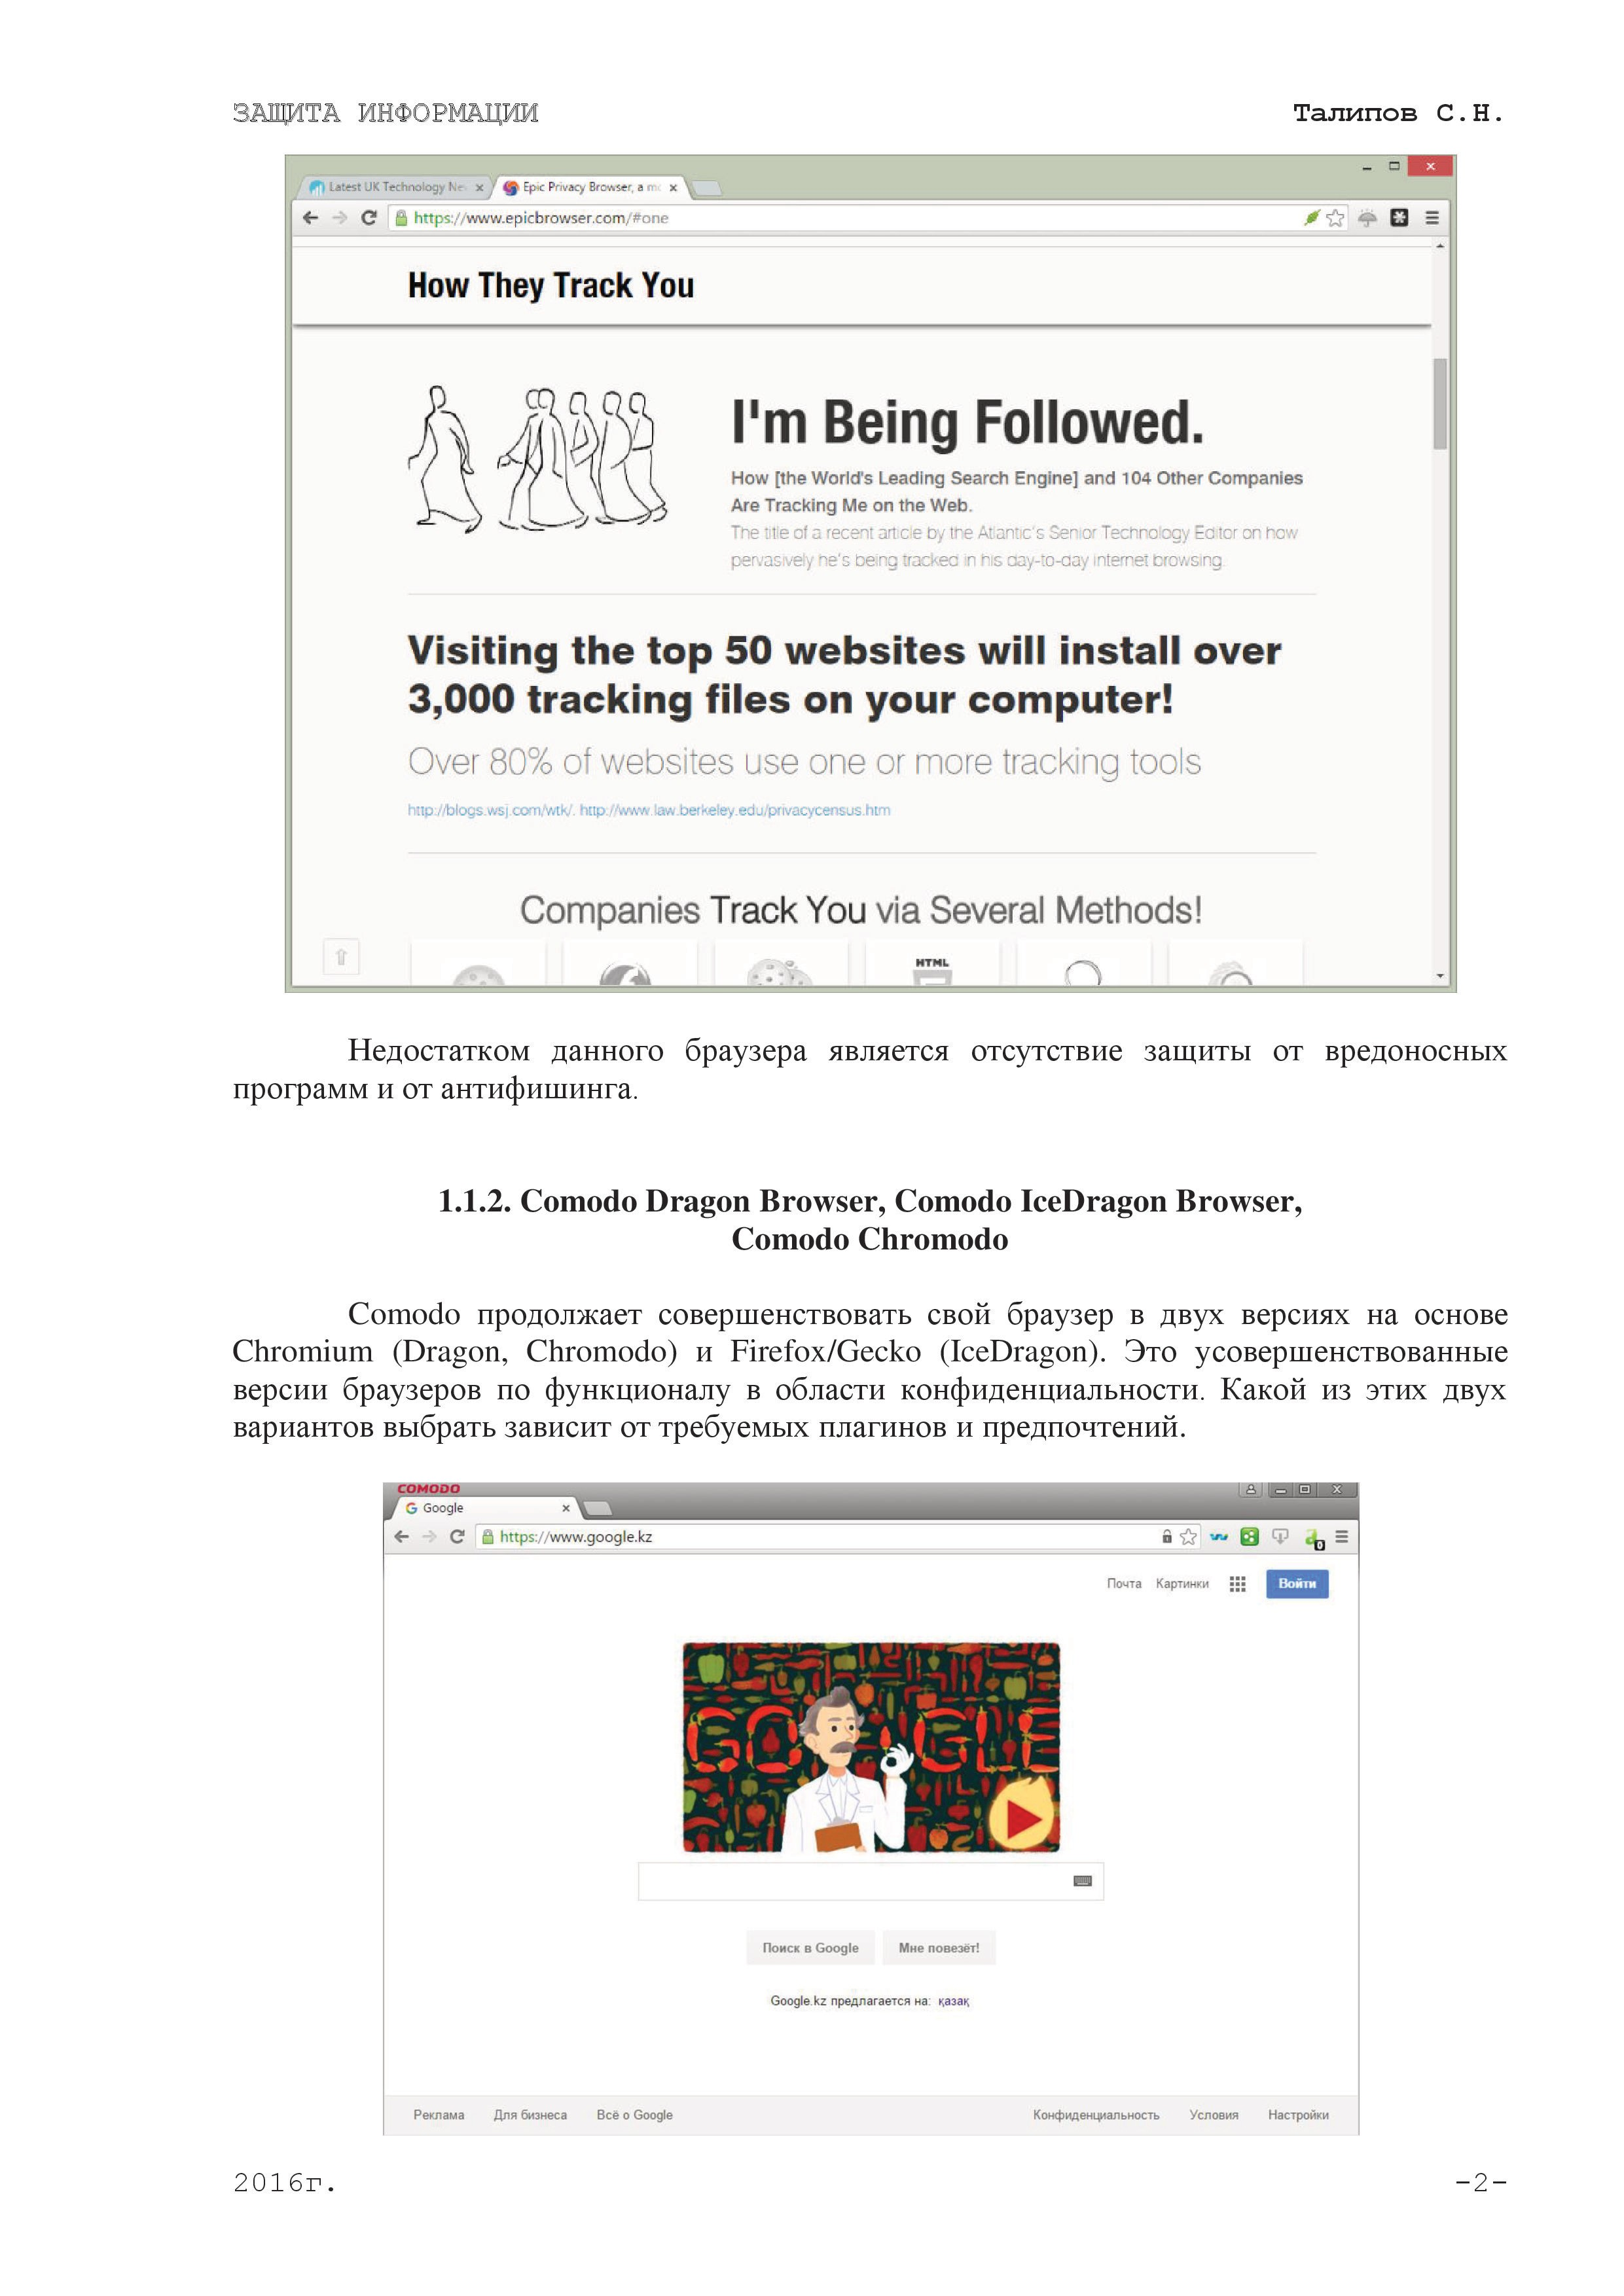 ЗАЩИТА ИНФОРМАЦИИ
Талипов С.Н.
Latest UK Technology Ne
Epic Privacy Browser, a mo
https://www.epicbrowser.com/#one
How They Track You
I'm Being Followed.
How [the World's Leading Search Engine] and 104 Other Companies
Are Tracking Me on the Web.
The title of a recent article by the Atlantic's Senior Technology Editor on how
pervasively he's being tracked in his day-to-day internet browsing.
Visiting the top 50 websites will install over
3,000 tracking files on your computer!
Over 80% of websites use one or more tracking tools
http://blogs.wsj.com/wtk/. http://www.law.berkeley.edu/privacycensus.htm
Companies Track You via Several Methods!
HTML
Недостатком данного браузера является отсутствие защиты от вредоносных
программ и от антифишинга.
1.1.2. Comodo Dragon Browser, Comodo IceDragon Browser,
Comodo Chromodo
Comodo продолжает совершенствовать свой браузер в двух версиях на основе
Chromium (Dragon, Chromodo) и Firefox/Gecko (IceDragon). Это усовершенствованные
версии браузеров по функционалу в области конфиденциальности. Какой из этих двух
вариантов выбрать зависит от требуемых плагинов и предпочтений.
COMODO
Google
https://www.google.kz
0
Почта Картинки Войти
GOOGLE
Поиск в Google Мне повезёт!
Google.kz предлагается на: қазақ
Реклама Для бизнеса Всё о Google Конфиденциальность Условия Настройки
2016г.
-2-